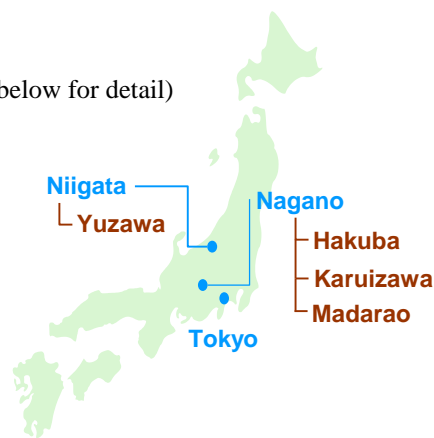 below for detail)
Niigata
Yuzawa
Nagano
Hakuba
Karuizawa
Madarao
Tokyo